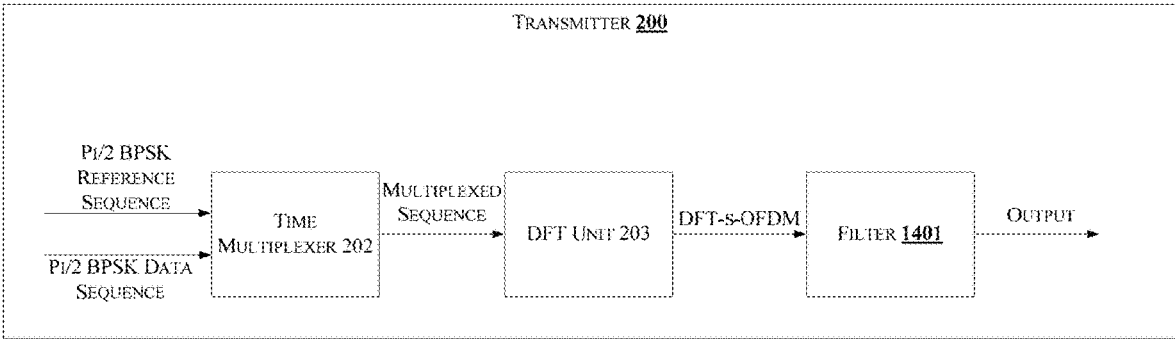 TRANSMITTER 200
PI/2 BPSK
REFERENCE
SEQUENCE
PI/2 BPSK DATA
SEQUENCE
TIME
MULTIPLEXER 202
MULTIPLEXED
SEQUENCE
DFT UNIT 203
DFT-S-OFDM
FILTER 1401
OUTPUT